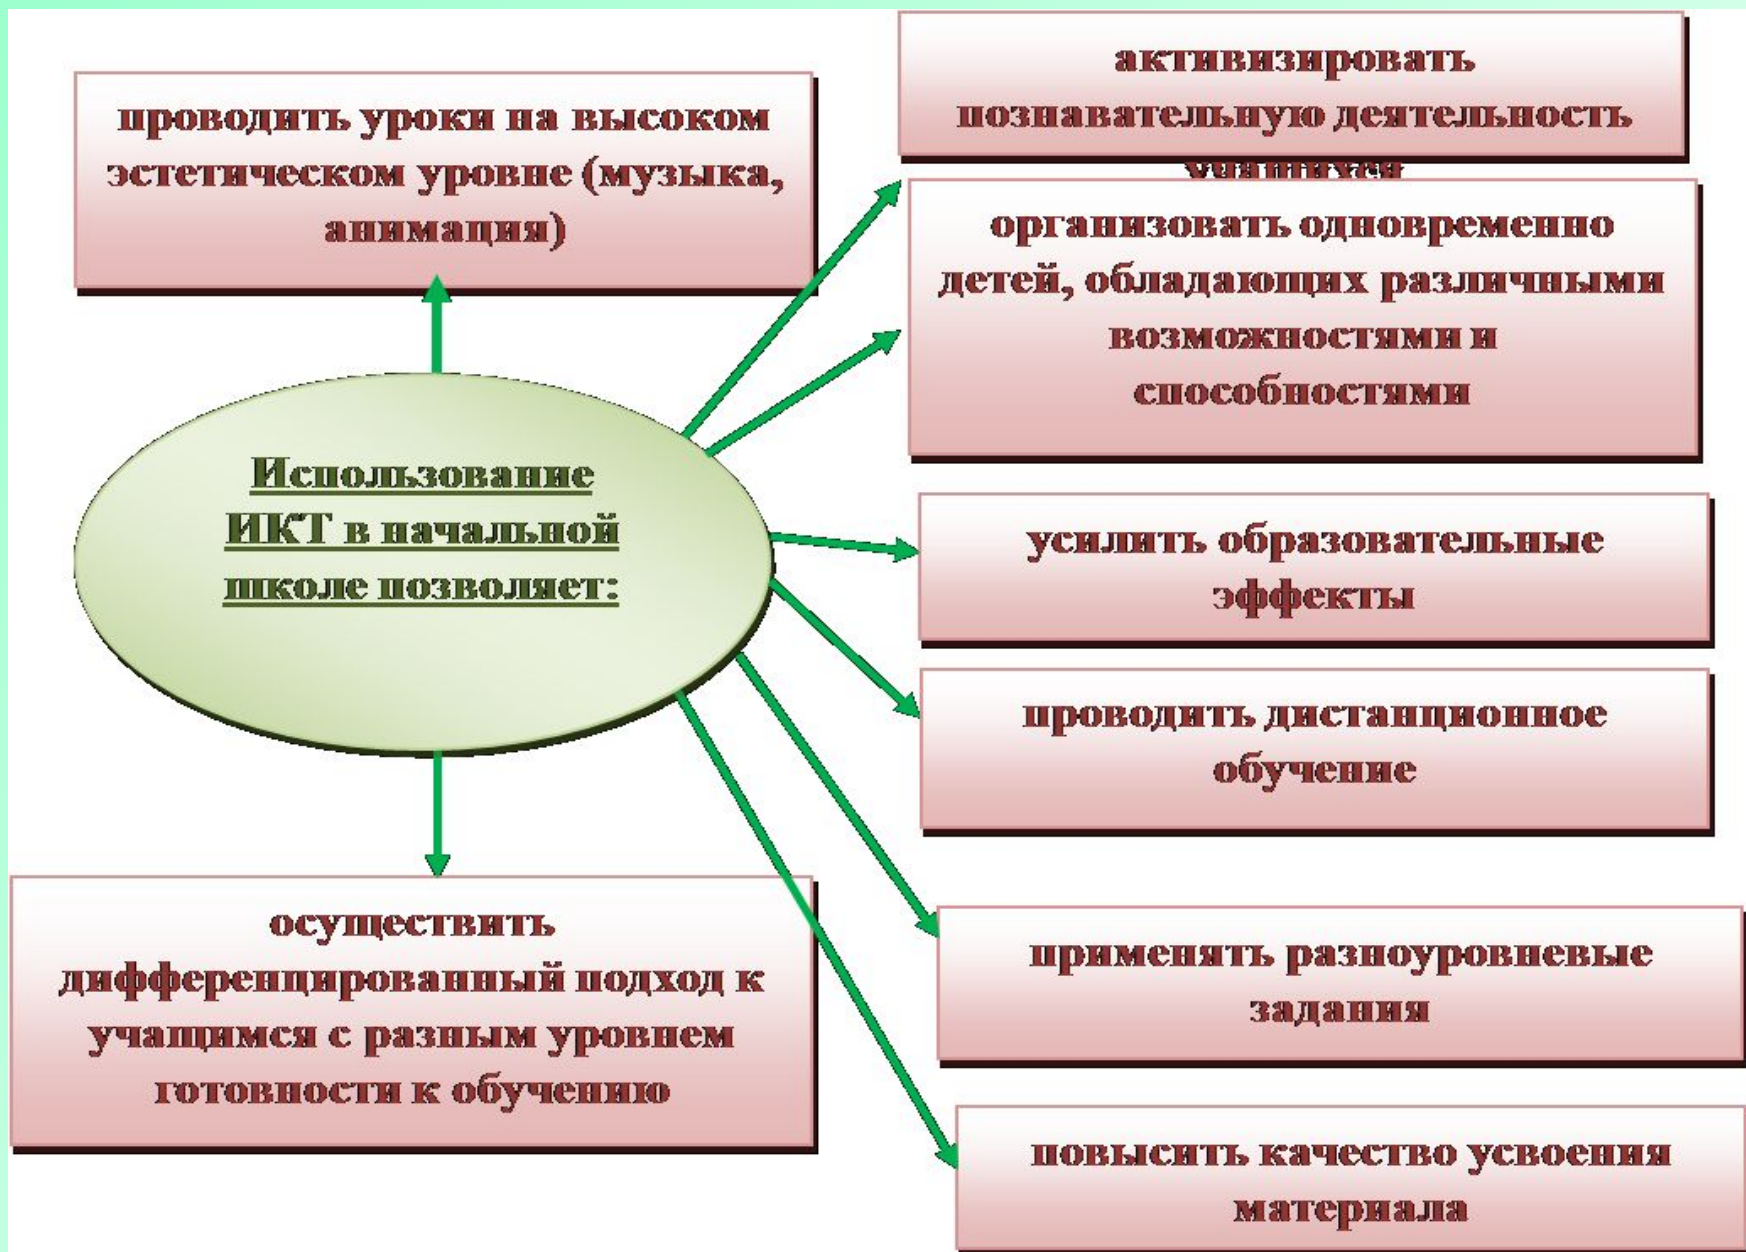 проводить уроки на высоком
эстетическом уровне (музыка,
анимация)
активизировать
познавательную деятельность
учащихся
организовать одновременно
детей, обладающих различными
возможностями и
способностями
Использование
ИКТ в начальной
школе позволяет:
усилить образовательные
эффекты
проводить дистанционное
обучение
осуществить
дифференцированный подход к
учащимся с разным уровнем
готовности к обучению
применять разноуровневые
задания
повысить качество усвоения
материала